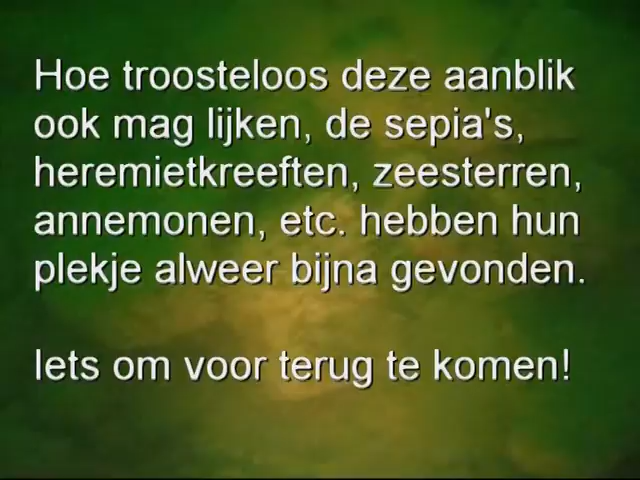 Hoe troosteloos deze aanblik
ook mag lijken, de sepia's,
heremietkreeften, zeesterren,
annemonen, etc. hebben hun
plekje alweer bijna gevonden.
Iets om voor terug te komen!